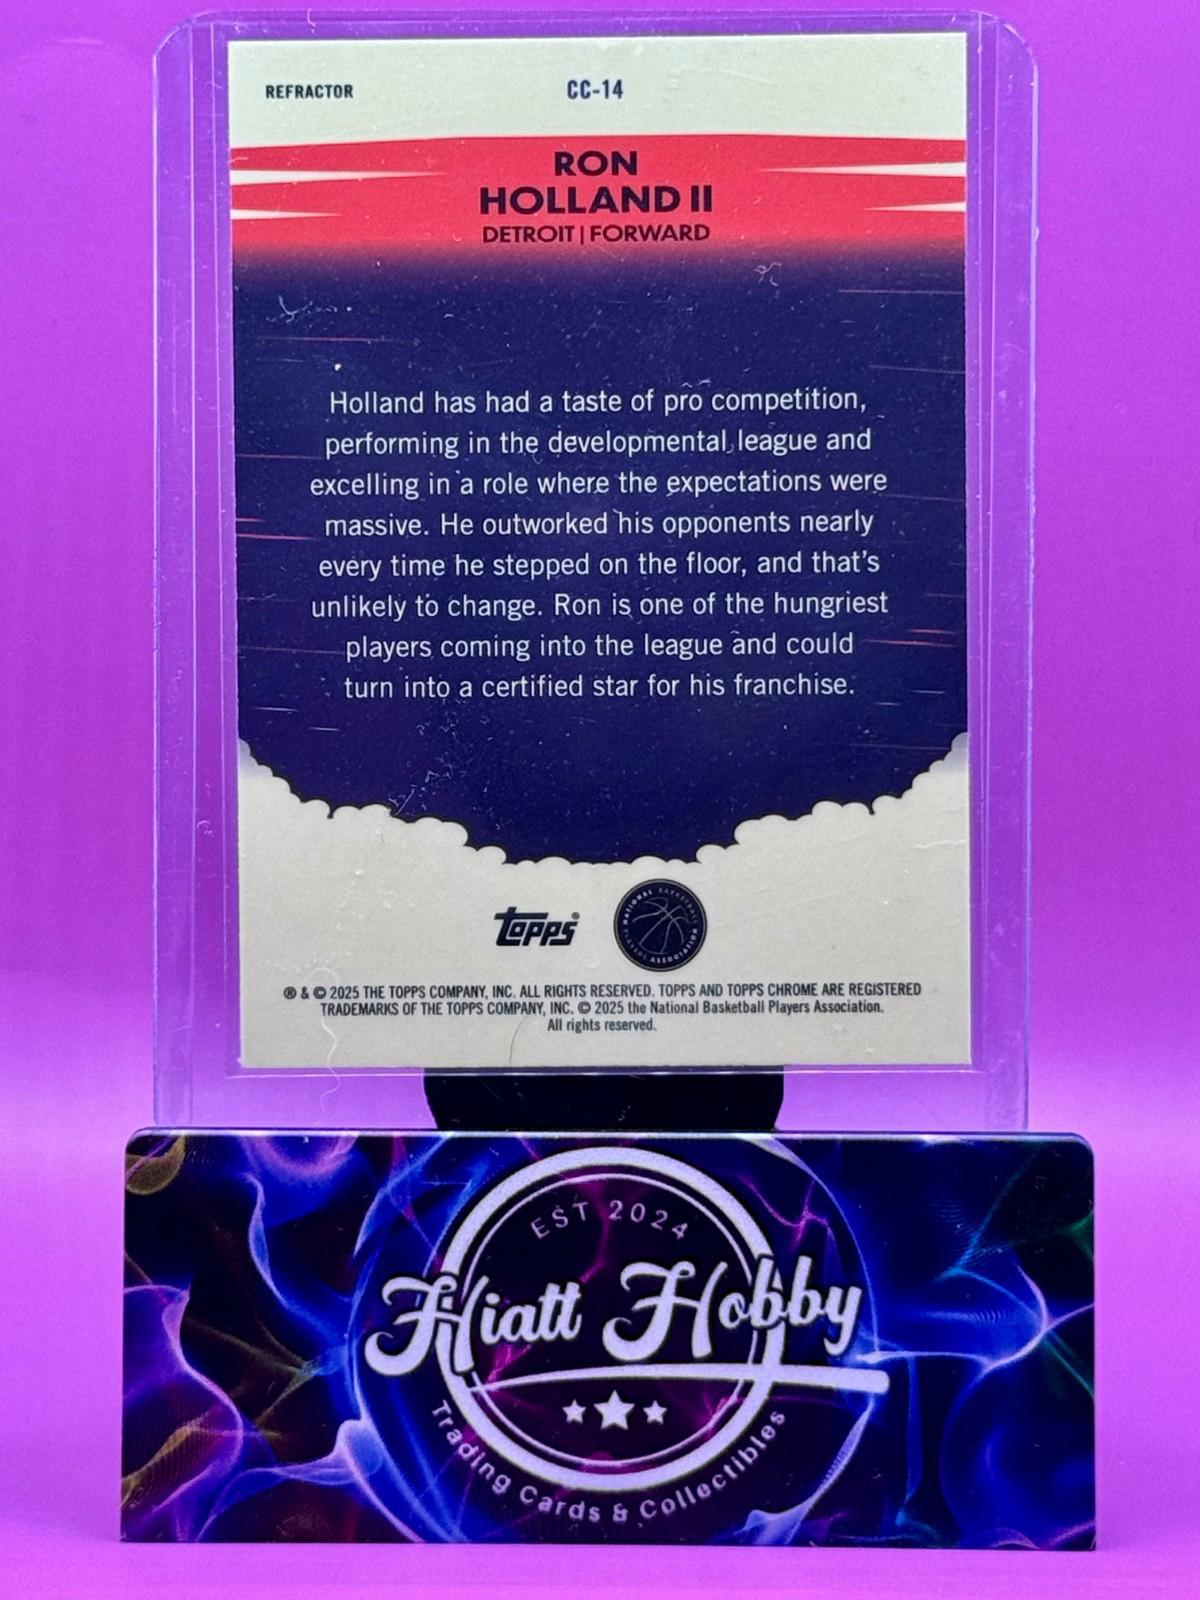 REFRACTOR
CC-14
RON
HOLLAND II
DETROIT | FORWARD
Holland has had a taste of pro competition,
performing in the developmental league and
excelling in a role where the expectations were
massive. He outworked his opponents nearly
every time he stepped on the floor, and that's
unlikely to change. Ron is one of the hungriest
players coming into the league and could
turn into a certified star for his franchise.
Topps®
NATIONAL BASKETBALL
PLAYERS ASSOCIATION
® & © 2025 THE TOPPS COMPANY, INC. ALL RIGHTS RESERVED. TOPPS AND TOPPS CHROME ARE REGISTERED
TRADEMARKS OF THE TOPPS COMPANY, INC. © 2025 the National Basketball Players Association.
All rights reserved.
EST 2024
Hiatt Hobby
Trading Cards & Collectibles